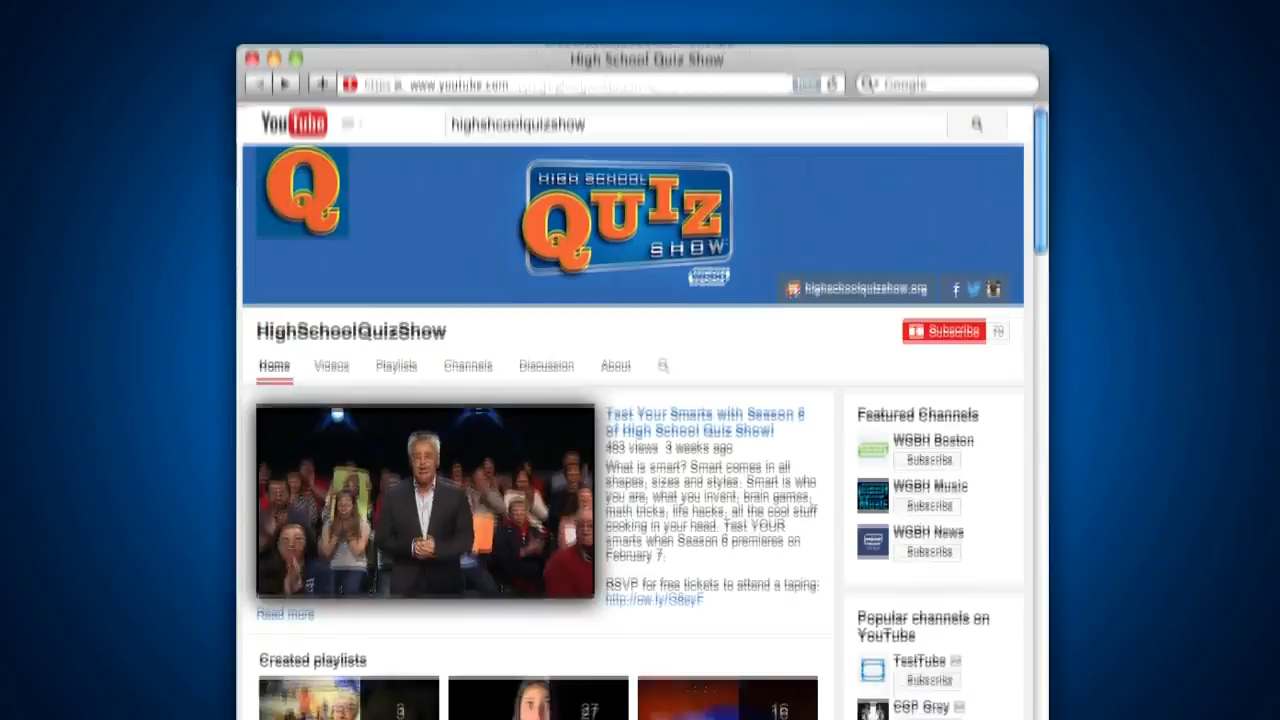 High School Quiz Show
www.youtube.com
Google
YouTube
highshcoolquizshow
Q
HIGH SCHOOL
QUIZ
SHOW
highschoolquizshow.org
HighSchoolQuizShow
Subscribe
Home Videos Playlists Channels Discussion About
Test Your Smarts with Season 6
of High School Quiz Show!
463 views 3 weeks ago
What is smart? Smart comes in all
shapes, sizes and styles. Smart is who
you are, what you invent, brain games,
math tricks, life hacks, all the cool stuff
cooking in your head. Test YOUR
smarts when Season 6 premieres on
February 7.
RSVP for free tickets to attend a taping:
Read more
Featured Channels
WGBH Boston
Subscribe
WGBH Music
Subscribe
WGBH News
Subscribe
Popular channels on
YouTube
TestTube
Subscribe
CGP Grey
Created playlists
3 27 16